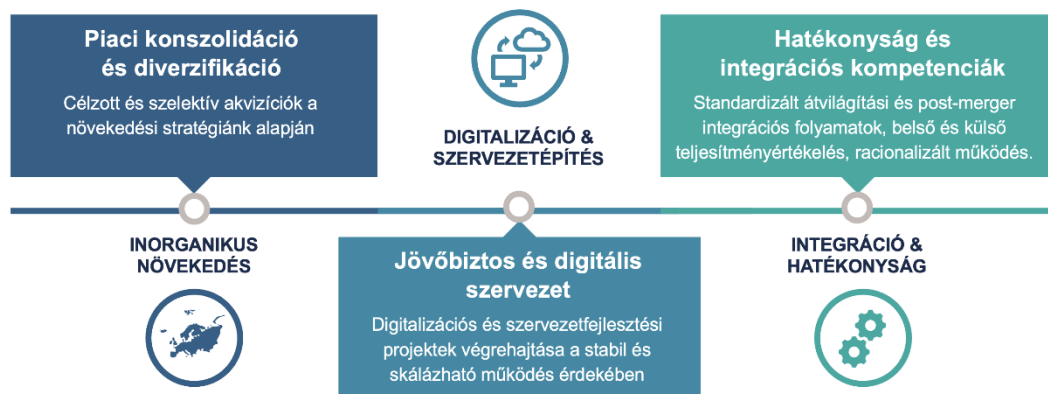 Piaci konszolidáció
és diverzifikáció
Célzott és szelektív akvizíciók a
növekedési stratégiánk alapján
INORGANIKUS
NÖVEKEDÉS
DIGITALIZÁCIÓ &
SZERVEZETÉPÍTÉS
Jövőbiztos és digitális
szervezet
Digitalizációs és szervezetfejlesztési
projektek végrehajtása a stabil és
skálázható működés érdekében
Hatékonyság és
integrációs kompetenciák
Standardizált átvilágítási és post-merger
integrációs folyamatok, belső és külső
teljesítményértékelés, racionalizált működés.
INTEGRÁCIÓ &
HATÉKONYSÁG